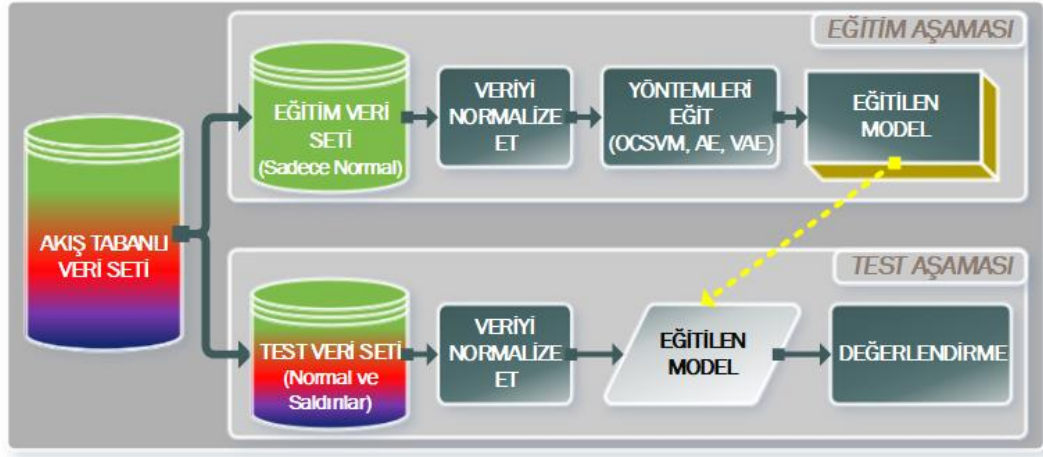 EĞİTİM AŞAMASI
EĞİTİM VERİ
SETİ
(Sadece Normal)
VERİYİ
NORMALİZE
ET
YÖNTEMLERİ
EĞİT
(OCSVM, AE, VAE)
EĞİTİLEN
MODEL
AKIŞ TABANLI
VERİ SETİ
TEST AŞAMASI
TEST VERİ SETİ
(Normal ve
Saldırılar)
VERİYİ
NORMALİZE
ET
EĞİTİLEN
MODEL
DEĞERLENDİRME